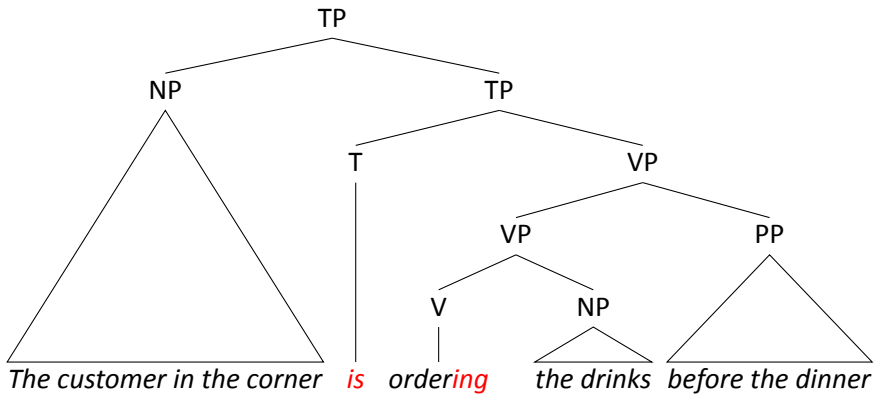 TP
NP TP
T VP
VP PP
V NP
The customer in the corner is ordering the drinks before the dinner